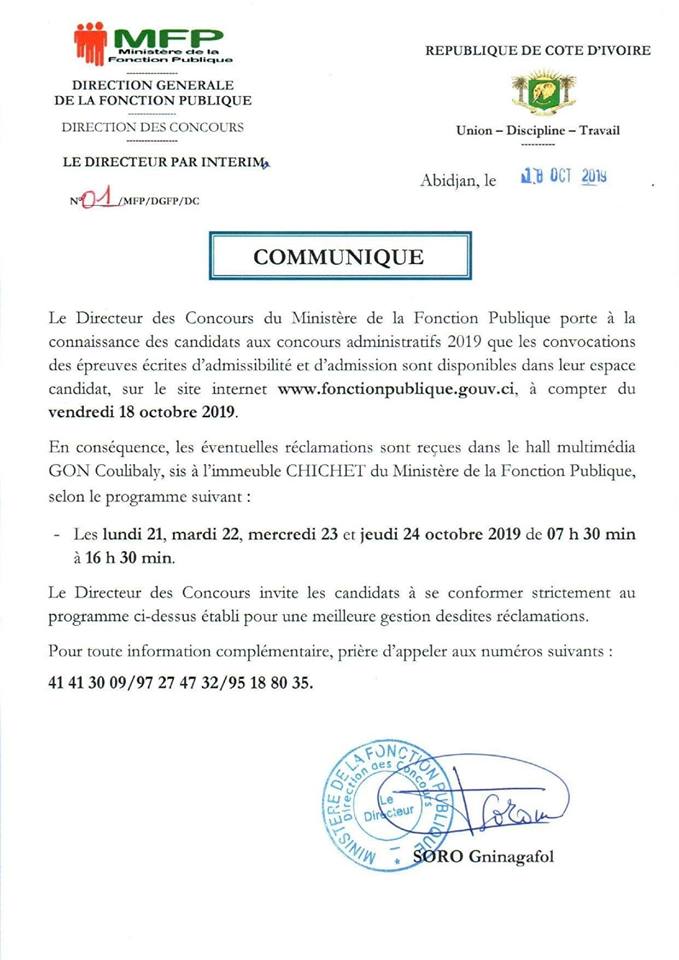 MFP
Ministère de la
Fonction Publique
DIRECTION GENERALE
DE LA FONCTION PUBLIQUE
DIRECTION DES CONCOURS
LE DIRECTEUR PAR INTERIM
N° 01 /MFP/DGFP/DC
REPUBLIQUE DE COTE D'IVOIRE
Union – Discipline – Travail
Abidjan, le 18 OCT 2019
COMMUNIQUE
Le Directeur des Concours du Ministère de la Fonction Publique porte à la
connaissance des candidats aux concours administratifs 2019 que les convocations
des épreuves écrites d'admissibilité et d'admission sont disponibles dans leur espace
candidat, sur le site internet www.fonctionpublique.gouv.ci, à compter du
vendredi 18 octobre 2019.
En conséquence, les éventuelles réclamations sont reçues dans le hall multimédia
GON Coulibaly, sis à l'immeuble CHICHET du Ministère de la Fonction Publique,
selon le programme suivant :
- Les lundi 21, mardi 22, mercredi 23 et jeudi 24 octobre 2019 de 07 h 30 min
à 16 h 30 min.
Le Directeur des Concours invite les candidats à se conformer strictement au
programme ci-dessus établi pour une meilleure gestion desdites réclamations.
Pour toute information complémentaire, prière d'appeler aux numéros suivants :
41 41 30 09/97 27 47 32/95 18 80 35.
MINISTERE DE LA FONCTION PUBLIQUE
Direction des Concours
Le
Directeur
SORO Gninagafol